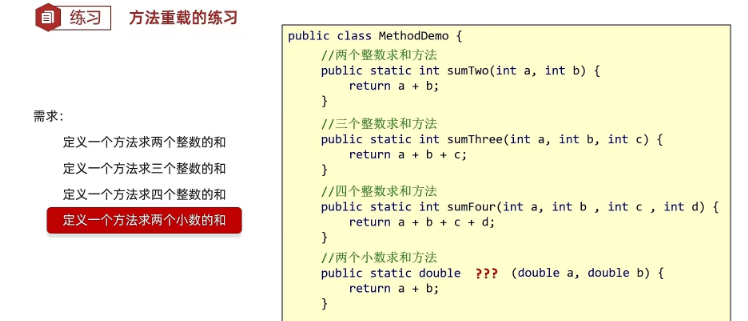 练习 方法重载的练习
需求:
定义一个方法求两个整数的和
定义一个方法求三个整数的和
定义一个方法求四个整数的和
定义一个方法求两个小数的和
public class MethodDemo {
//两个整数求和方法
public static int sumTwo(int a, int b) {
return a + b;
}
//三个整数求和方法
public static int sumThree(int a, int b, int c) {
return a + b + c;
}
//四个整数求和方法
public static int sumFour(int a, int b , int c , int d) {
return a + b + c + d;
}
//两个小数求和方法
public static double ??? (double a, double b) {
return a + b;
}